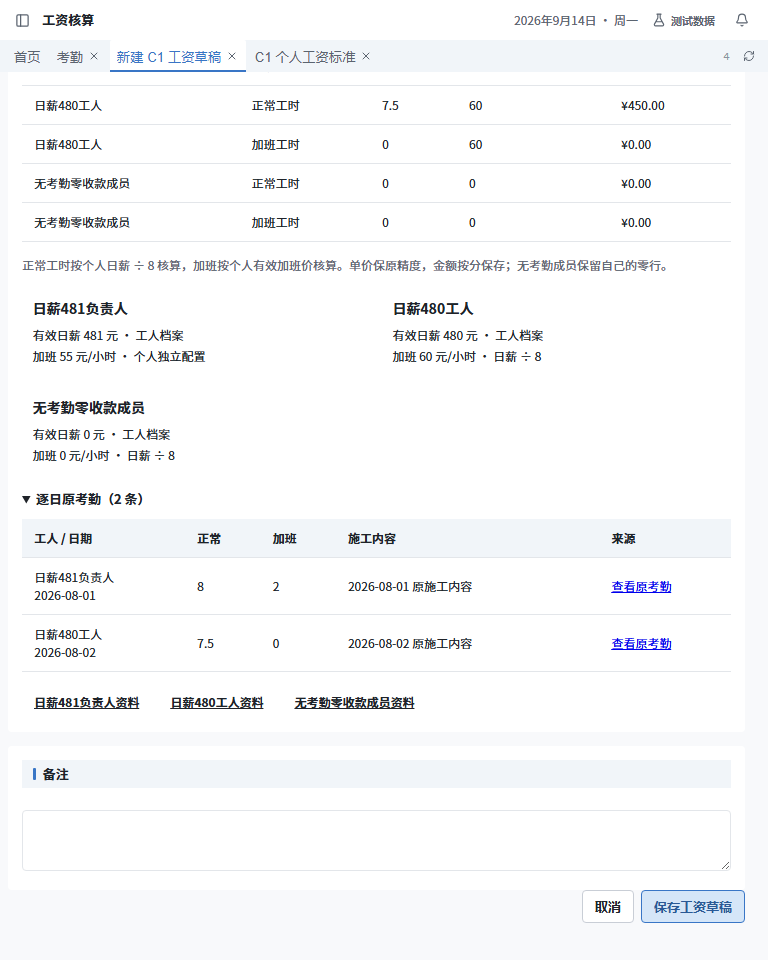 工资核算
2026年9月14日 · 周一 测试数据
首页 考勤 新建 C1 工资草稿 C1 个人工资标准 4
日薪480工人 正常工时 7.5 60 ¥450.00
日薪480工人 加班工时 0 60 ¥0.00
无考勤零收款成员 正常工时 0 0 ¥0.00
无考勤零收款成员 加班工时 0 0 ¥0.00
正常工时按个人日薪 ÷ 8 核算，加班按个人有效加班价核算。单价保原精度，金额按分保存；无考勤成员保留自己的零行。
日薪481负责人 日薪480工人
有效日薪 481 元 · 工人档案 有效日薪 480 元 · 工人档案
加班 55 元/小时 · 个人独立配置 加班 60 元/小时 · 日薪 ÷ 8
无考勤零收款成员
有效日薪 0 元 · 工人档案
加班 0 元/小时 · 日薪 ÷ 8
▼ 逐日原考勤（2 条）
工人 / 日期 正常 加班 施工内容 来源
日薪481负责人
2026-08-01 8 2 2026-08-01 原施工内容 查看原考勤
日薪480工人
2026-08-02 7.5 0 2026-08-02 原施工内容 查看原考勤
日薪481负责人资料 日薪480工人资料 无考勤零收款成员资料
备注
取消 保存工资草稿